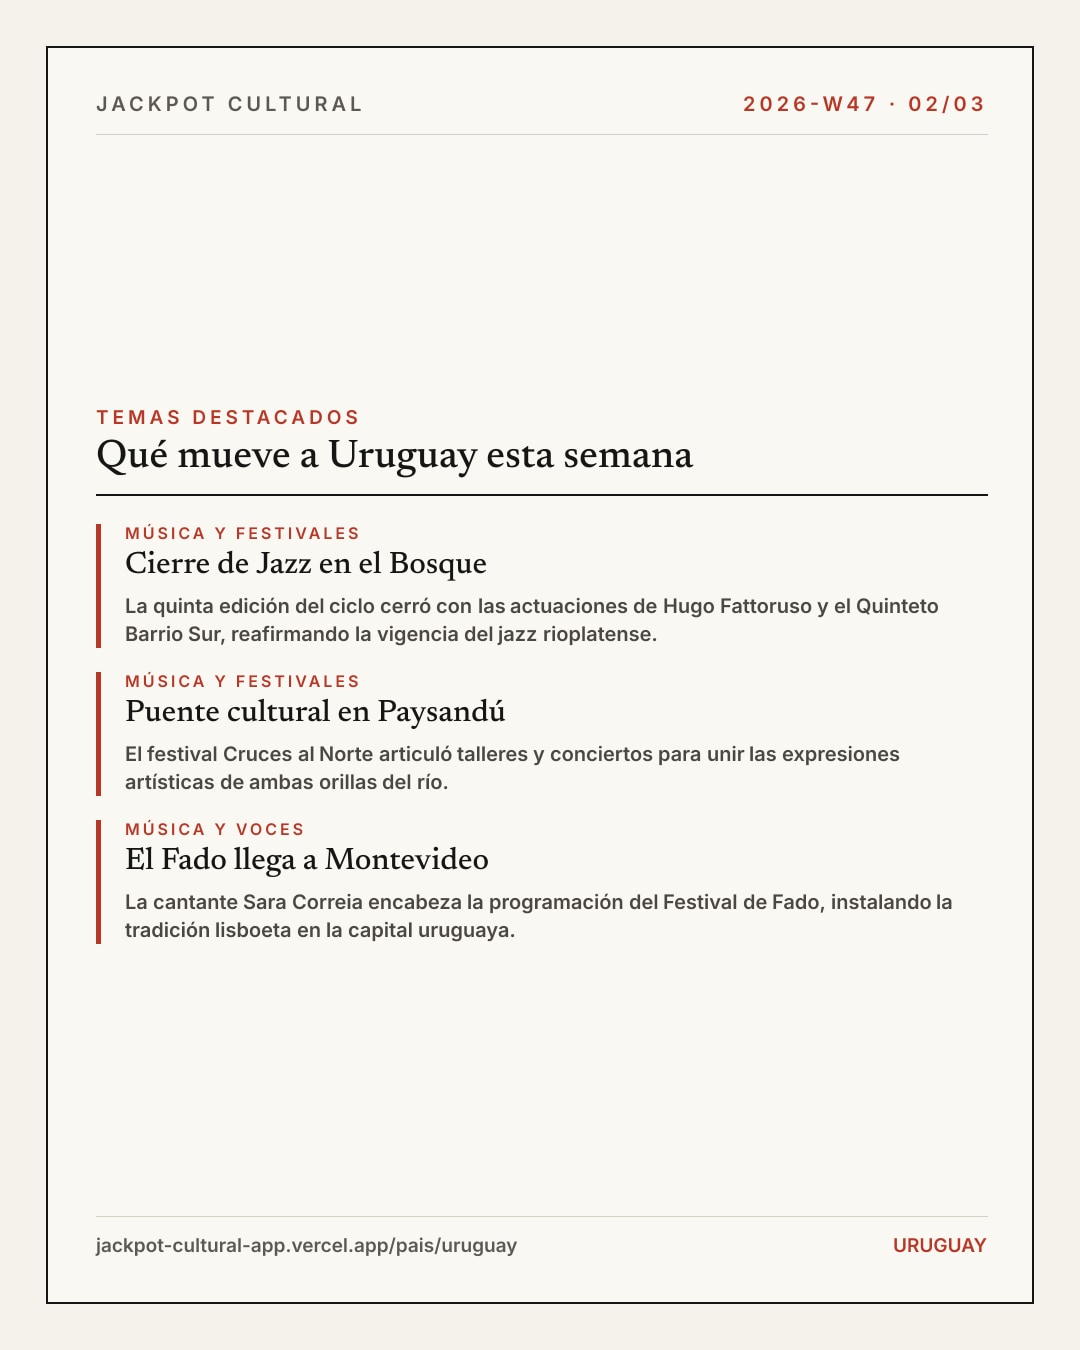 JACKPOT CULTURAL
2026-W47 · 02/03
TEMAS DESTACADOS
Qué mueve a Uruguay esta semana
MÚSICA Y FESTIVALES
Cierre de Jazz en el Bosque
La quinta edición del ciclo cerró con las actuaciones de Hugo Fattoruso y el Quinteto
Barrio Sur, reafirmando la vigencia del jazz rioplatense.
MÚSICA Y FESTIVALES
Puente cultural en Paysandú
El festival Cruces al Norte articuló talleres y conciertos para unir las expresiones
artísticas de ambas orillas del río.
MÚSICA Y VOCES
El Fado llega a Montevideo
La cantante Sara Correia encabeza la programación del Festival de Fado, instalando la
tradición lisboeta en la capital uruguaya.
jackpot-cultural-app.vercel.app/pais/uruguay
URUGUAY